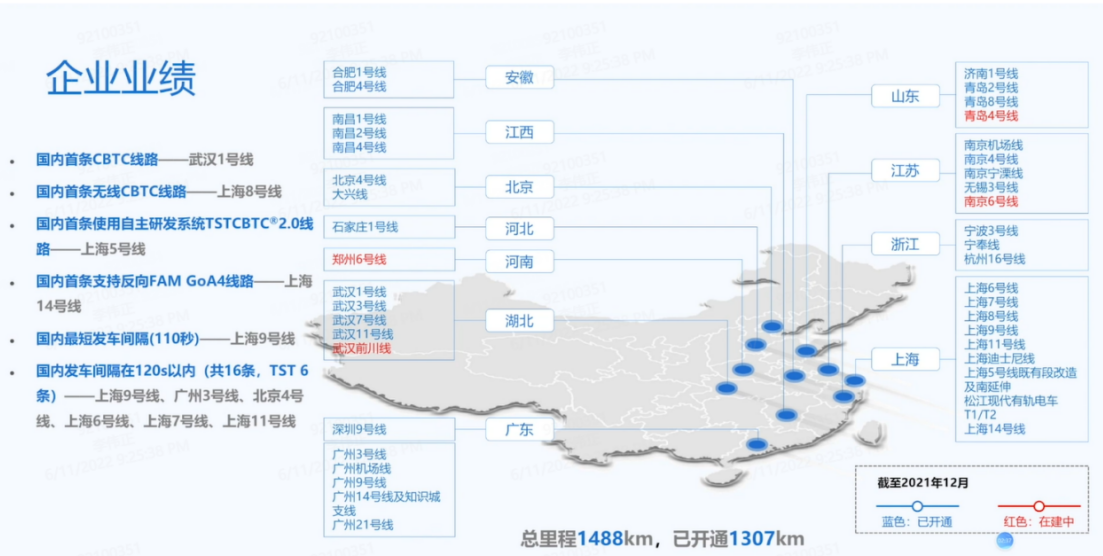 企业业绩
• 国内首条CBTC线路——武汉1号线
• 国内首条无线CBTC线路——上海8号线
• 国内首条使用自主研发系统TSTCBTC®2.0线
路——上海5号线
• 国内首条支持反向FAM GoA4线路——上海
14号线
• 国内最短发车间隔(110秒)——上海9号线
• 国内发车间隔在120s以内（共16条，TST 6
条）——上海9号线、广州3号线、北京4号
线、上海6号线、上海7号线、上海11号线
合肥1号线
合肥4号线
安徽
南昌1号线
南昌2号线
南昌4号线
江西
北京4号线
大兴线
北京
石家庄1号线
河北
郑州6号线
河南
武汉1号线
武汉3号线
武汉7号线
武汉11号线
武汉前川线
湖北
深圳9号线
广东
广州3号线
广州机场线
广州9号线
广州14号线及知识城
支线
广州21号线
山东
济南1号线
青岛2号线
青岛8号线
青岛4号线
江苏
南京机场线
南京4号线
南京宁溧线
无锡3号线
南京6号线
浙江
宁波3号线
宁奉线
杭州16号线
上海
上海6号线
上海7号线
上海8号线
上海9号线
上海11号线
上海迪士尼线
上海5号线既有段改造
及南延伸
松江现代有轨电车
T1/T2
上海14号线
截至2021年12月
蓝色：已开通
红色：在建中
总里程1488km，已开通1307km